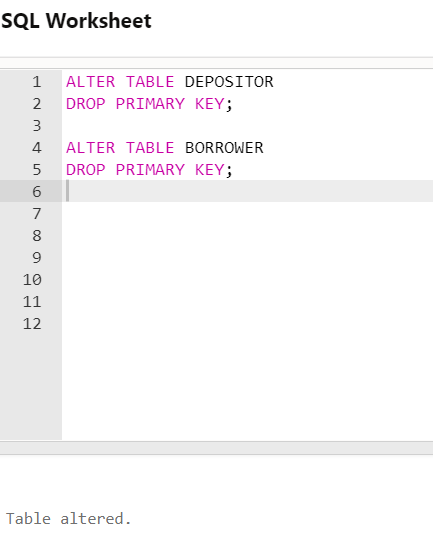 SQL Worksheet
1 ALTER TABLE DEPOSITOR
2 DROP PRIMARY KEY;
3
4 ALTER TABLE BORROWER
5 DROP PRIMARY KEY;
6
7
8
9
10
11
12
Table altered.